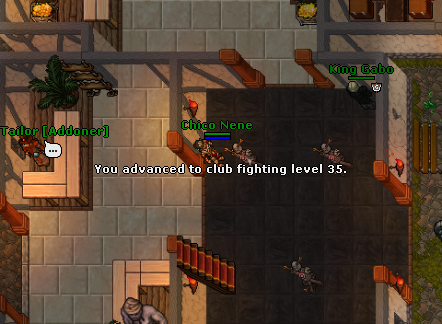 King Gabo
Chico Nene
Tailor [Addoner]
You advanced to club fighting level 35.